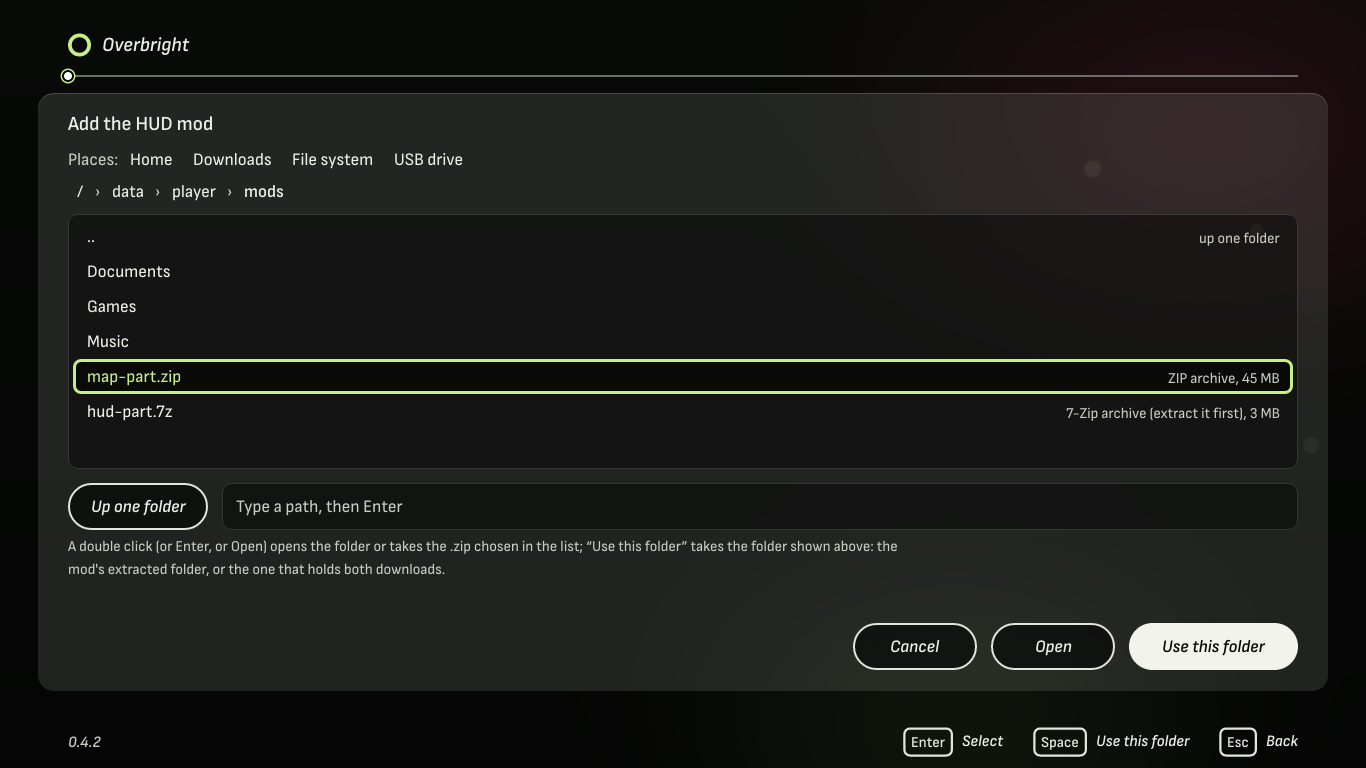 Overbright
Add the HUD mod
Places: Home Downloads File system USB drive
/ › data › player › mods
.. up one folder
Documents
Games
Music
map-part.zip ZIP archive, 45 MB
hud-part.7z 7-Zip archive (extract it first), 3 MB
Up one folder Type a path, then Enter
A double click (or Enter, or Open) opens the folder or takes the .zip chosen in the list; “Use this folder” takes the folder shown above: the
mod's extracted folder, or the one that holds both downloads.
Cancel Open Use this folder
0.4.2 Enter Select Space Use this folder Esc Back